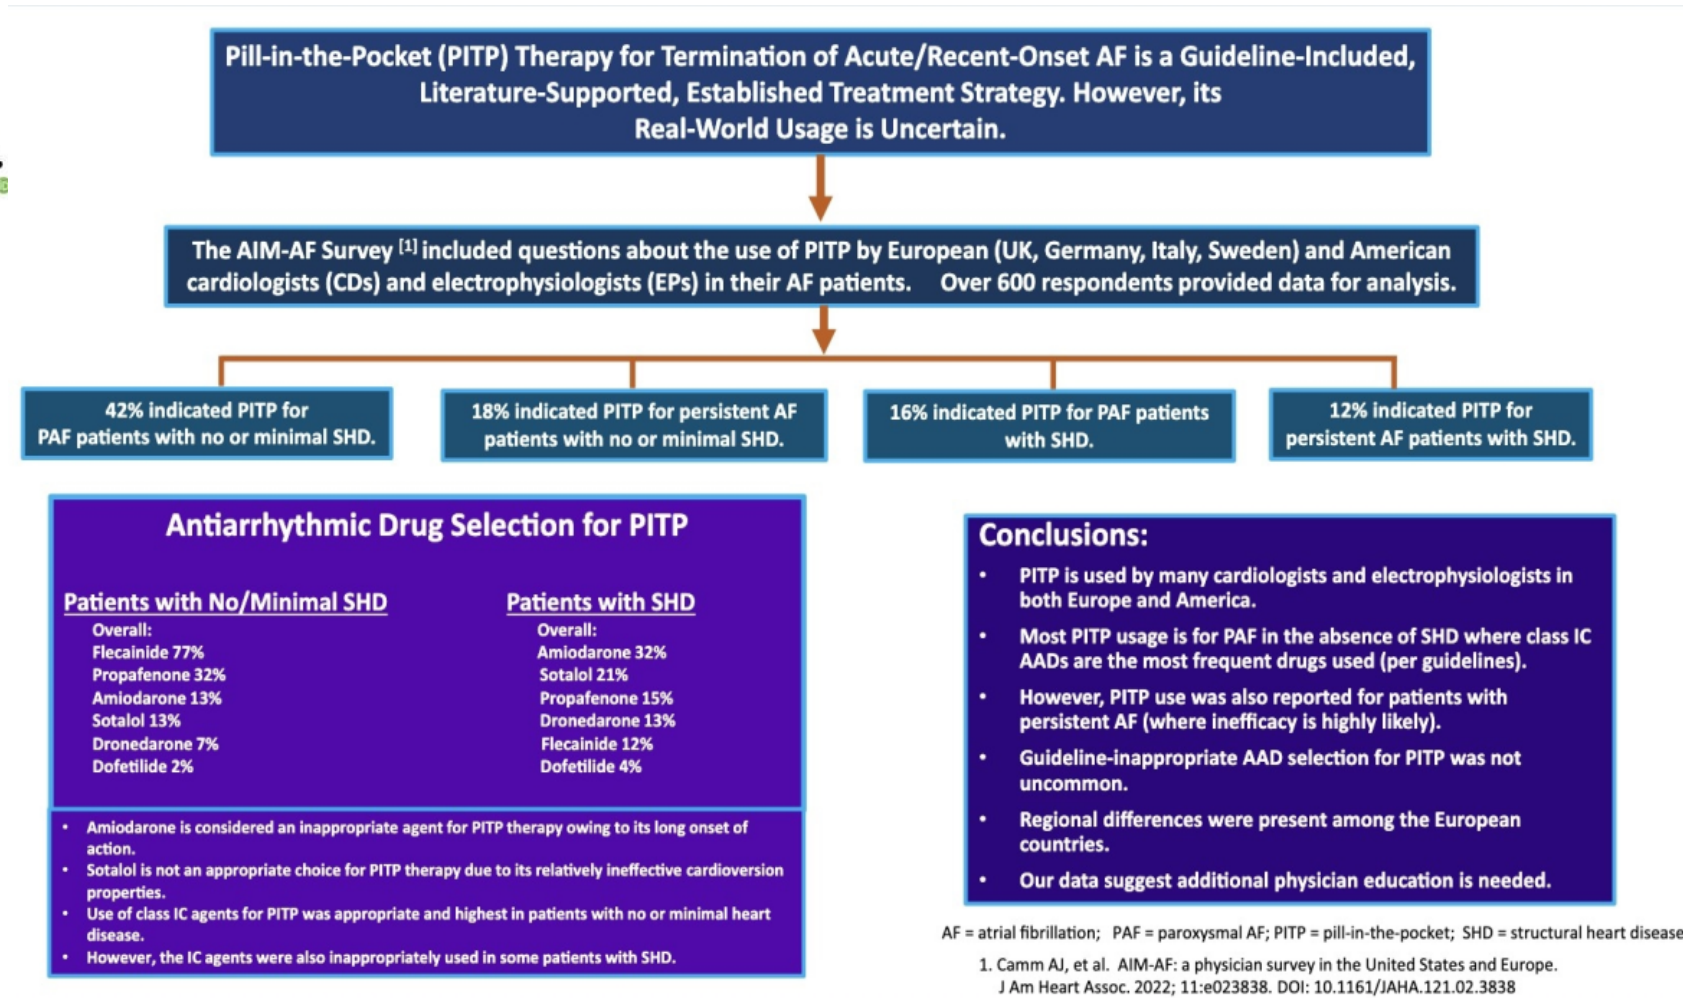 Pill-in-the-Pocket (PITP) Therapy for Termination of Acute/Recent-Onset AF is a Guideline-Included,
Literature-Supported, Established Treatment Strategy. However, its
Real-World Usage is Uncertain.
The AIM-AF Survey [1] included questions about the use of PITP by European (UK, Germany, Italy, Sweden) and American
cardiologists (CDs) and electrophysiologists (EPs) in their AF patients. Over 600 respondents provided data for analysis.
42% indicated PITP for
PAF patients with no or minimal SHD.
18% indicated PITP for persistent AF
patients with no or minimal SHD.
16% indicated PITP for PAF patients
with SHD.
12% indicated PITP for
persistent AF patients with SHD.
Antiarrhythmic Drug Selection for PITP
Patients with No/Minimal SHD
Overall:
Flecainide 77%
Propafenone 32%
Amiodarone 13%
Sotalol 13%
Dronedarone 7%
Dofetilide 2%
Patients with SHD
Overall:
Amiodarone 32%
Sotalol 21%
Propafenone 15%
Dronedarone 13%
Flecainide 12%
Dofetilide 4%
• Amiodarone is considered an inappropriate agent for PITP therapy owing to its long onset of
action.
• Sotalol is not an appropriate choice for PITP therapy due to its relatively ineffective cardioversion
properties.
• Use of class IC agents for PITP was appropriate and highest in patients with no or minimal heart
disease.
• However, the IC agents were also inappropriately used in some patients with SHD.
Conclusions:
• PITP is used by many cardiologists and electrophysiologists in
both Europe and America.
• Most PITP usage is for PAF in the absence of SHD where class IC
AADs are the most frequent drugs used (per guidelines).
• However, PITP use was also reported for patients with
persistent AF (where inefficacy is highly likely).
• Guideline-inappropriate AAD selection for PITP was not
uncommon.
• Regional differences were present among the European
countries.
• Our data suggest additional physician education is needed.
AF = atrial fibrillation; PAF = paroxysmal AF; PITP = pill-in-the-pocket; SHD = structural heart disease
1. Camm AJ, et al. AIM-AF: a physician survey in the United States and Europe.
J Am Heart Assoc. 2022; 11:e023838. DOI: 10.1161/JAHA.121.02.3838